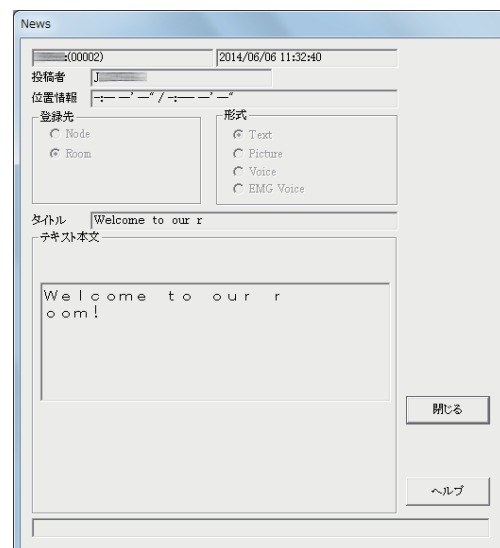 News
:(00002) 2014/06/06 11:32:40
投稿者 J
位置情報 -:-- --' --" / -:--- --' --"
登録先 形式
Node Text
Room Picture
Voice
EMG Voice
タイトル Welcome to our r
テキスト本文
Ｗｅｌｃｏｍｅ　ｔｏ　ｏｕｒ　ｒ
ｏｏｍ！
閉じる
ヘルプ